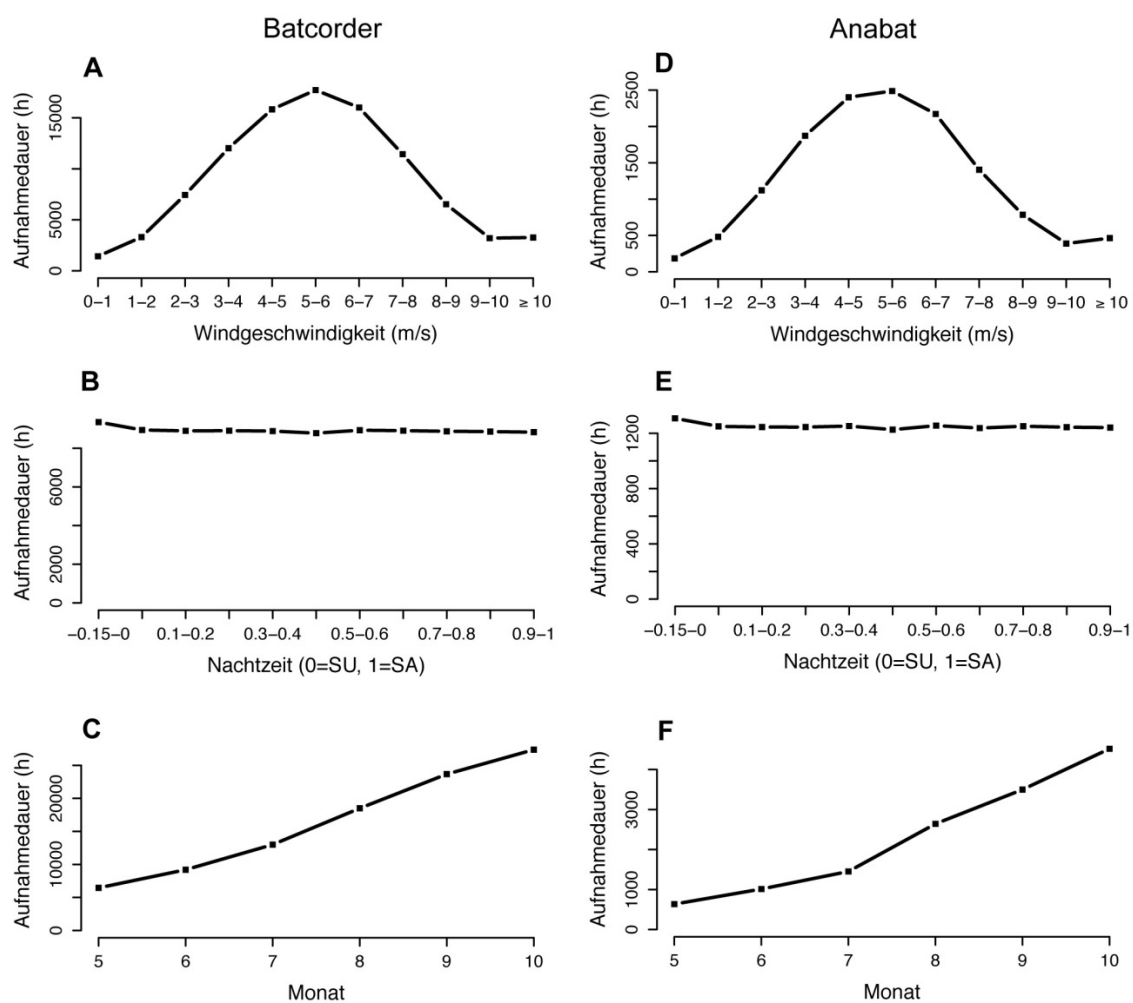 Batcorder
Anabat
A
Aufnahmedauer (h)
15000
5000
0
0–1 1–2 2–3 3–4 4–5 5–6 6–7 7–8 8–9 9–10 ≥ 10
Windgeschwindigkeit (m/s)
D
Aufnahmedauer (h)
2500
1500
500
0
0–1 1–2 2–3 3–4 4–5 5–6 6–7 7–8 8–9 9–10 ≥ 10
Windgeschwindigkeit (m/s)
B
Aufnahmedauer (h)
6000
2000
0
−0.15–0 0.1–0.2 0.3–0.4 0.5–0.6 0.7–0.8 0.9–1
Nachtzeit (0=SU, 1=SA)
E
Aufnahmedauer (h)
1200
800
400
0
−0.15–0 0.1–0.2 0.3–0.4 0.5–0.6 0.7–0.8 0.9–1
Nachtzeit (0=SU, 1=SA)
C
Aufnahmedauer (h)
20000
10000
0
5 6 7 8 9 10
Monat
F
Aufnahmedauer (h)
3000
1000
0
5 6 7 8 9 10
Monat